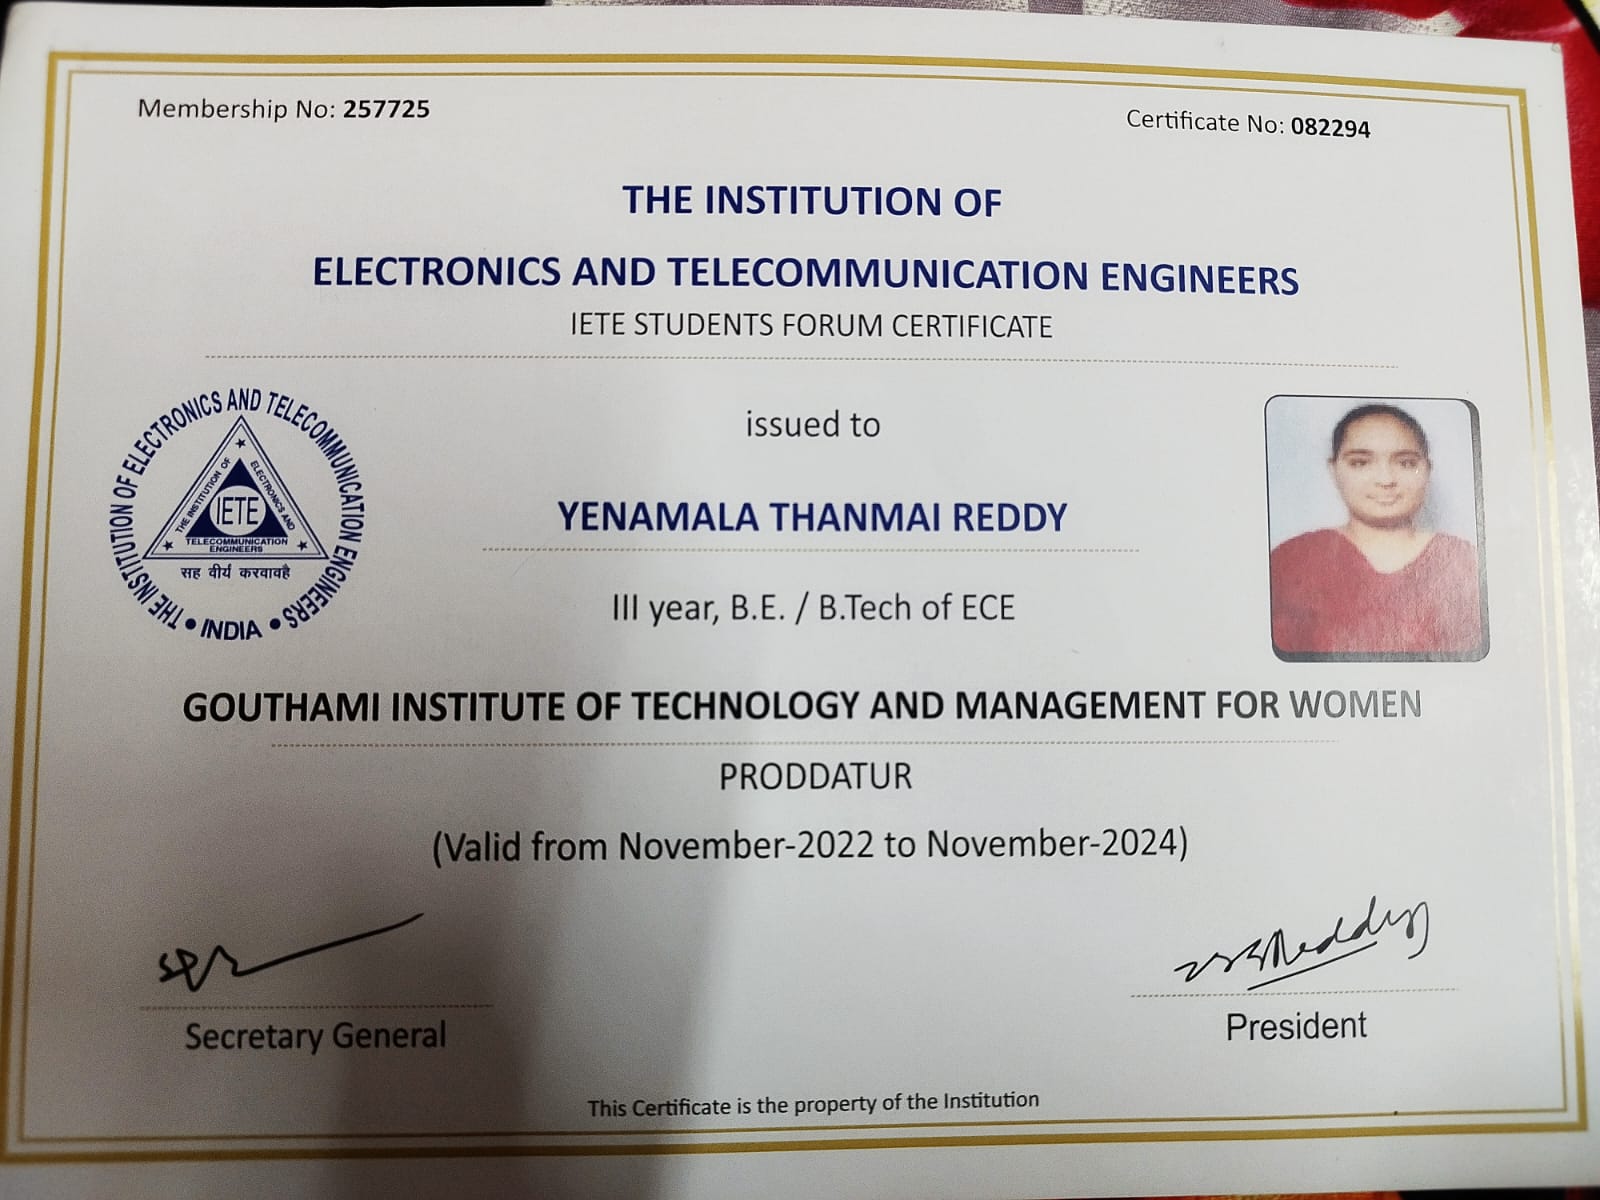 Membership No: 257725
Certificate No: 082294
THE INSTITUTION OF
ELECTRONICS AND TELECOMMUNICATION ENGINEERS
IETE STUDENTS FORUM CERTIFICATE
THE INSTITUTION OF ELECTRONICS AND TELECOMMUNICATION ENGINEERS
• INDIA •
THE INSTITUTION OF
ELECTRONICS AND
IETE
TELECOMMUNICATION
ENGINEERS
सह वीर्यं करवावहै
issued to
YENAMALA THANMAI REDDY
III year, B.E. / B.Tech of ECE
GOUTHAMI INSTITUTE OF TECHNOLOGY AND MANAGEMENT FOR WOMEN
PRODDATUR
(Valid from November-2022 to November-2024)
Secretary General
President
This Certificate is the property of the Institution